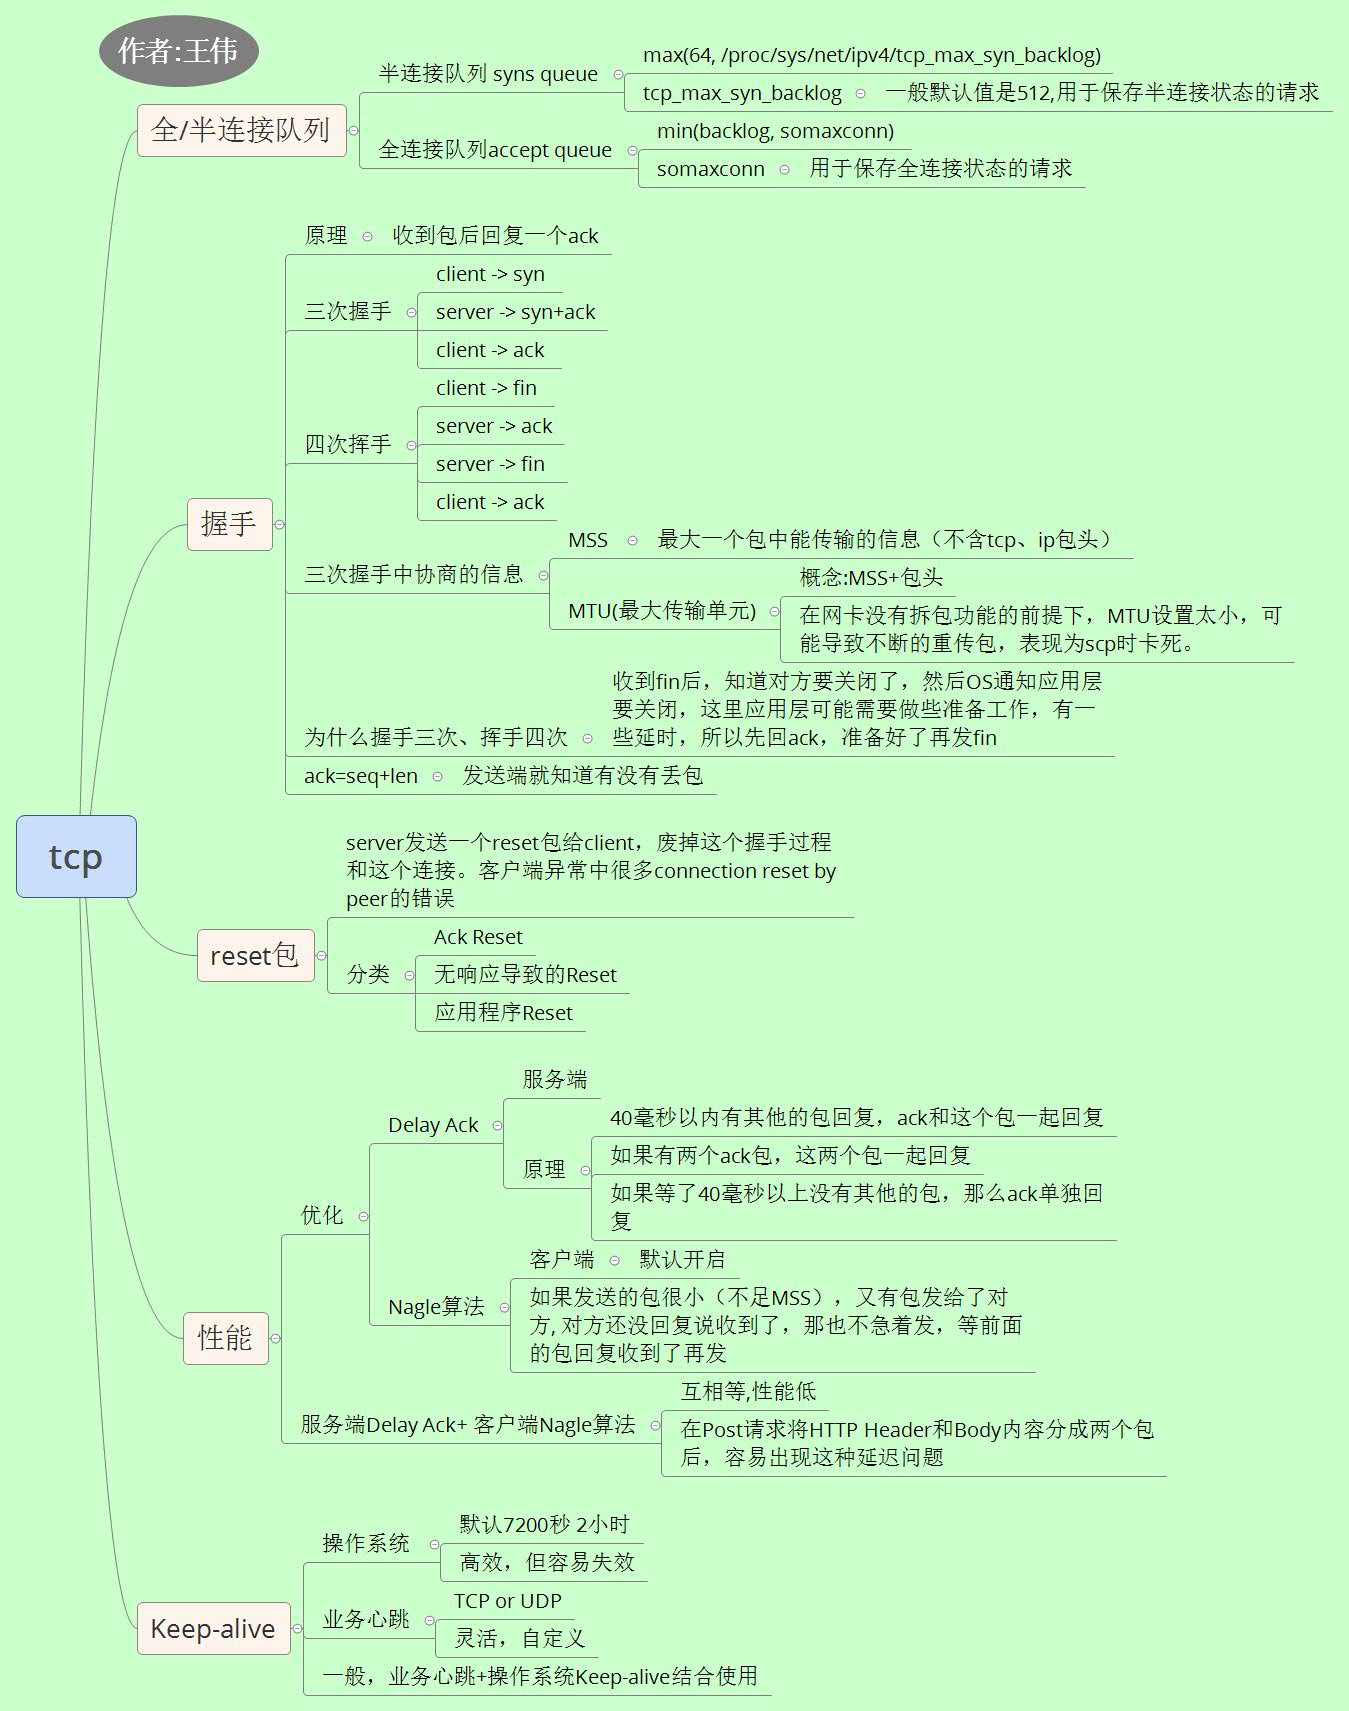 作者:王伟
全/半连接队列
半连接队列 syns queue
max(64, /proc/sys/net/ipv4/tcp_max_syn_backlog)
tcp_max_syn_backlog
一般默认值是512,用于保存半连接状态的请求
全连接队列accept queue
min(backlog, somaxconn)
somaxconn
用于保存全连接状态的请求
握手
原理
收到包后回复一个ack
三次握手
client -> syn
server -> syn+ack
client -> ack
四次挥手
client -> fin
server -> ack
server -> fin
client -> ack
三次握手中协商的信息
MSS
最大一个包中能传输的信息（不含tcp、ip包头）
MTU(最大传输单元)
概念:MSS+包头
在网卡没有拆包功能的前提下，MTU设置太小，可
能导致不断的重传包，表现为scp时卡死。
为什么握手三次、挥手四次
收到fin后，知道对方要关闭了，然后OS通知应用层
要关闭，这里应用层可能需要做些准备工作，有一
些延时，所以先回ack，准备好了再发fin
ack=seq+len
发送端就知道有没有丢包
tcp
reset包
server发送一个reset包给client，废掉这个握手过程
和这个连接。客户端异常中很多connection reset by
peer的错误
分类
Ack Reset
无响应导致的Reset
应用程序Reset
性能
优化
Delay Ack
服务端
原理
40毫秒以内有其他的包回复，ack和这个包一起回复
如果有两个ack包，这两个包一起回复
如果等了40毫秒以上没有其他的包，那么ack单独回
复
Nagle算法
客户端
默认开启
如果发送的包很小（不足MSS），又有包发给了对
方, 对方还没回复说收到了，那也不急着发，等前面
的包回复收到了再发
服务端Delay Ack+ 客户端Nagle算法
互相等,性能低
在Post请求将HTTP Header和Body内容分成两个包
后，容易出现这种延迟问题
Keep-alive
操作系统
默认7200秒 2小时
高效，但容易失效
业务心跳
TCP or UDP
灵活，自定义
一般，业务心跳+操作系统Keep-alive结合使用